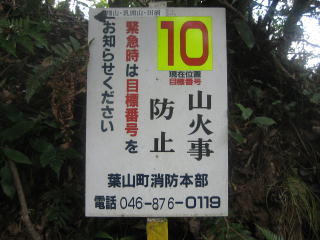 10
現在位置
目標番号
山火事
防止
緊急時は目標番号を
お知らせください
葉山町消防本部
電話 046-876-0119